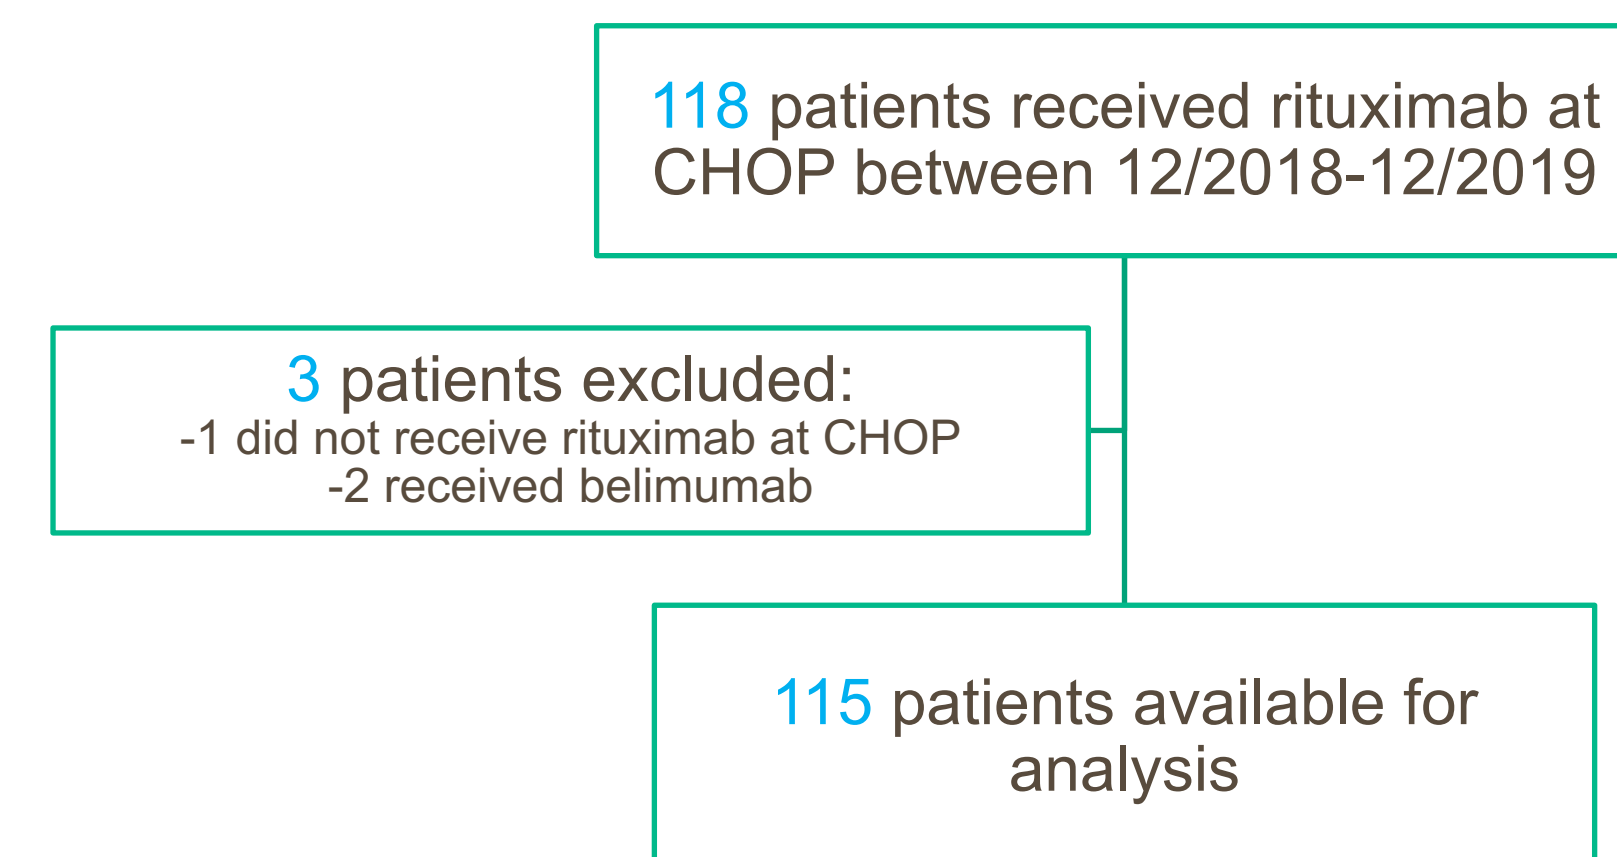 118 patients received rituximab at
CHOP between 12/2018-12/2019
3 patients excluded:
-1 did not receive rituximab at CHOP
-2 received belimumab
115 patients available for
analysis